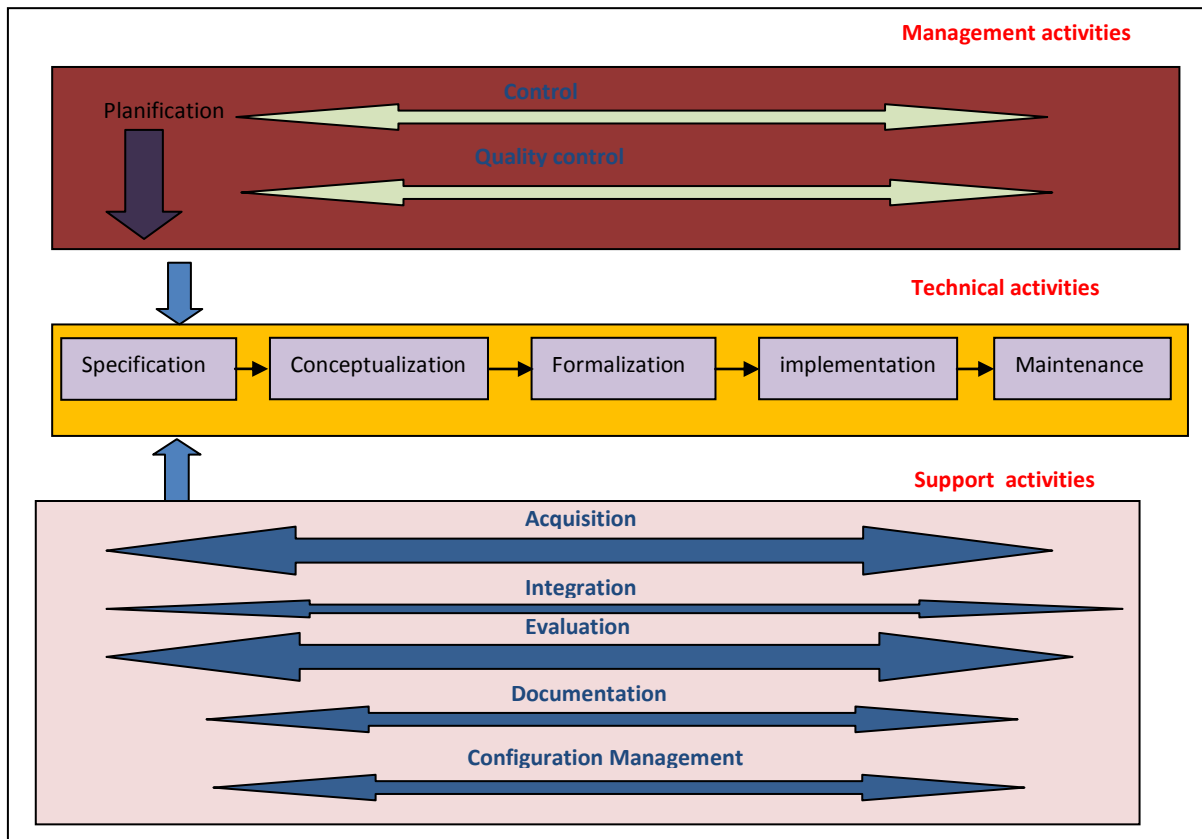 Management activities
Control
Planification
Quality control
Technical activities
Specification
Conceptualization
Formalization
implementation
Maintenance
Support activities
Acquisition
Integration
Evaluation
Documentation
Configuration Management